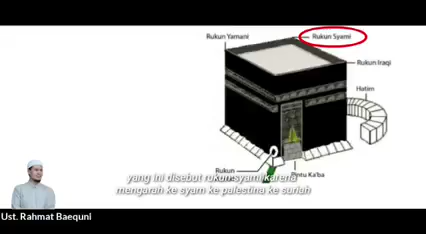 Rukun Yamani
Rukun Syami
Rukun Iraqi
Hatim
Rukun
Pintu Ka'ba
yang ini disebut rukun syami karena
mengarah ke syam ke palestina ke suriah
Ust. Rahmat Baequni